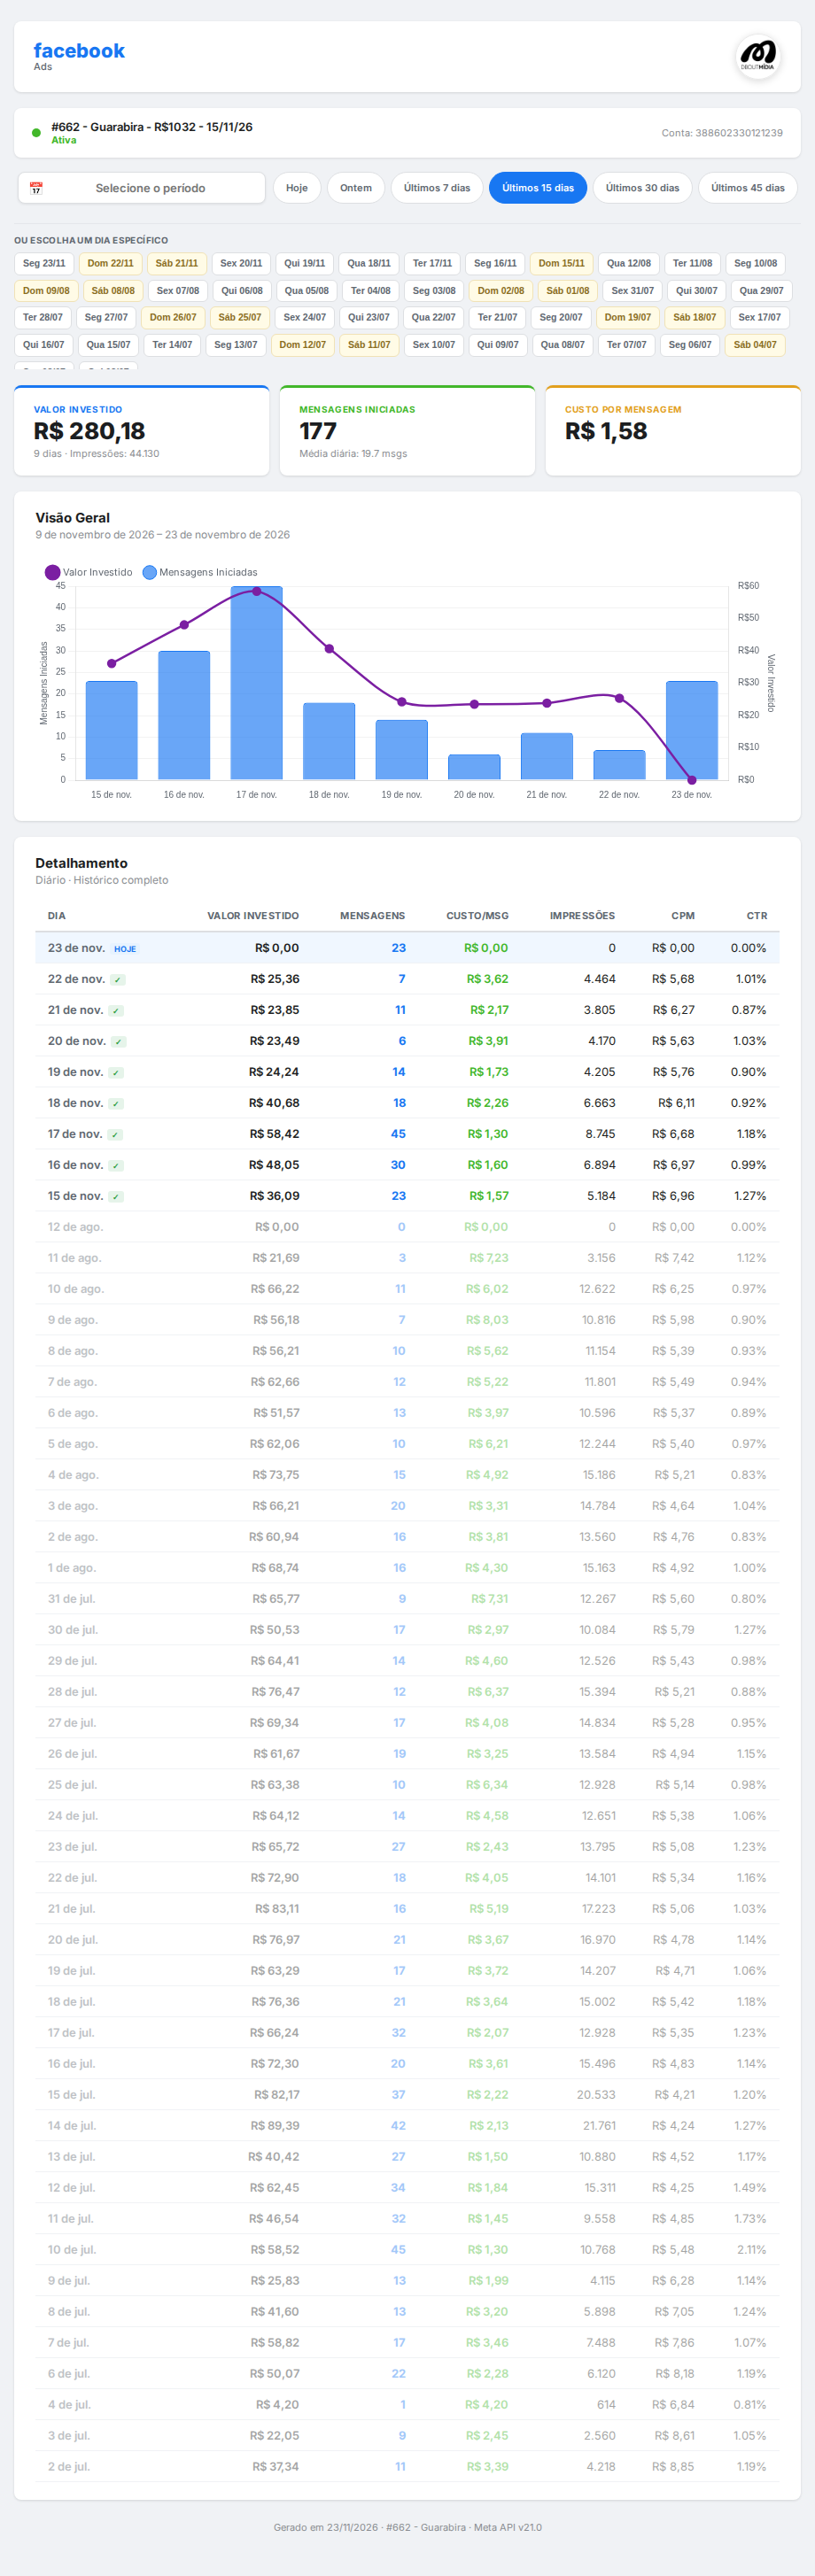 facebook
Ads
DBOUTMÍDIA
#662 - Guarabira - R$1032 - 15/11/26
Ativa
Conta: 388602330121239
Selecione o período
Hoje
Ontem
Últimos 7 dias
Últimos 15 dias
Últimos 30 dias
Últimos 45 dias
OU ESCOLHA UM DIA ESPECÍFICO
Seg 23/11 Dom 22/11 Sáb 21/11 Sex 20/11 Qui 19/11 Qua 18/11 Ter 17/11 Seg 16/11 Dom 15/11 Qua 12/08 Ter 11/08 Seg 10/08
Dom 09/08 Sáb 08/08 Sex 07/08 Qui 06/08 Qua 05/08 Ter 04/08 Seg 03/08 Dom 02/08 Sáb 01/08 Sex 31/07 Qui 30/07 Qua 29/07
Ter 28/07 Seg 27/07 Dom 26/07 Sáb 25/07 Sex 24/07 Qui 23/07 Qua 22/07 Ter 21/07 Seg 20/07 Dom 19/07 Sáb 18/07 Sex 17/07
Qui 16/07 Qua 15/07 Ter 14/07 Seg 13/07 Dom 12/07 Sáb 11/07 Sex 10/07 Qui 09/07 Qua 08/07 Ter 07/07 Seg 06/07 Sáb 04/07
VALOR INVESTIDO
R$ 280,18
9 dias · Impressões: 44.130
MENSAGENS INICIADAS
177
Média diária: 19.7 msgs
CUSTO POR MENSAGEM
R$ 1,58
Visão Geral
9 de novembro de 2026 – 23 de novembro de 2026
Valor Investido Mensagens Iniciadas
Mensagens Iniciadas
45
40
35
30
25
20
15
10
5
0
R$60
R$50
R$40
R$30
R$20
R$10
R$0
Valor Investido
15 de nov. 16 de nov. 17 de nov. 18 de nov. 19 de nov. 20 de nov. 21 de nov. 22 de nov. 23 de nov.
Detalhamento
Diário · Histórico completo
DIA VALOR INVESTIDO MENSAGENS CUSTO/MSG IMPRESSÕES CPM CTR
23 de nov. HOJE R$ 0,00 23 R$ 0,00 0 R$ 0,00 0.00%
22 de nov. ✓ R$ 25,36 7 R$ 3,62 4.464 R$ 5,68 1.01%
21 de nov. ✓ R$ 23,85 11 R$ 2,17 3.805 R$ 6,27 0.87%
20 de nov. ✓ R$ 23,49 6 R$ 3,91 4.170 R$ 5,63 1.03%
19 de nov. ✓ R$ 24,24 14 R$ 1,73 4.205 R$ 5,76 0.90%
18 de nov. ✓ R$ 40,68 18 R$ 2,26 6.663 R$ 6,11 0.92%
17 de nov. ✓ R$ 58,42 45 R$ 1,30 8.745 R$ 6,68 1.18%
16 de nov. ✓ R$ 48,05 30 R$ 1,60 6.894 R$ 6,97 0.99%
15 de nov. ✓ R$ 36,09 23 R$ 1,57 5.184 R$ 6,96 1.27%
12 de ago. R$ 0,00 0 R$ 0,00 0 R$ 0,00 0.00%
11 de ago. R$ 21,69 3 R$ 7,23 3.156 R$ 7,42 1.12%
10 de ago. R$ 66,22 11 R$ 6,02 12.622 R$ 6,25 0.97%
9 de ago. R$ 56,18 7 R$ 8,03 10.816 R$ 5,98 0.90%
8 de ago. R$ 56,21 10 R$ 5,62 11.154 R$ 5,39 0.93%
7 de ago. R$ 62,66 12 R$ 5,22 11.801 R$ 5,49 0.94%
6 de ago. R$ 51,57 13 R$ 3,97 10.596 R$ 5,37 0.89%
5 de ago. R$ 62,06 10 R$ 6,21 12.244 R$ 5,40 0.97%
4 de ago. R$ 73,75 15 R$ 4,92 15.186 R$ 5,21 0.83%
3 de ago. R$ 66,21 20 R$ 3,31 14.784 R$ 4,64 1.04%
2 de ago. R$ 60,94 16 R$ 3,81 13.560 R$ 4,76 0.83%
1 de ago. R$ 68,74 16 R$ 4,30 15.163 R$ 4,92 1.00%
31 de jul. R$ 65,77 9 R$ 7,31 12.267 R$ 5,60 0.80%
30 de jul. R$ 50,53 17 R$ 2,97 10.084 R$ 5,79 1.27%
29 de jul. R$ 64,41 14 R$ 4,60 12.526 R$ 5,43 0.98%
28 de jul. R$ 76,47 12 R$ 6,37 15.394 R$ 5,21 0.88%
27 de jul. R$ 69,34 17 R$ 4,08 14.834 R$ 5,28 0.95%
26 de jul. R$ 61,67 19 R$ 3,25 13.584 R$ 4,94 1.15%
25 de jul. R$ 63,38 10 R$ 6,34 12.928 R$ 5,14 0.98%
24 de jul. R$ 64,12 14 R$ 4,58 12.651 R$ 5,38 1.06%
23 de jul. R$ 65,72 27 R$ 2,43 13.795 R$ 5,08 1.23%
22 de jul. R$ 72,90 18 R$ 4,05 14.101 R$ 5,34 1.16%
21 de jul. R$ 83,11 16 R$ 5,19 17.223 R$ 5,06 1.03%
20 de jul. R$ 76,97 21 R$ 3,67 16.970 R$ 4,78 1.14%
19 de jul. R$ 63,29 17 R$ 3,72 14.207 R$ 4,71 1.06%
18 de jul. R$ 76,36 21 R$ 3,64 15.002 R$ 5,42 1.18%
17 de jul. R$ 66,24 32 R$ 2,07 12.928 R$ 5,35 1.23%
16 de jul. R$ 72,30 20 R$ 3,61 15.496 R$ 4,83 1.14%
15 de jul. R$ 82,17 37 R$ 2,22 20.533 R$ 4,21 1.20%
14 de jul. R$ 89,39 42 R$ 2,13 21.761 R$ 4,24 1.27%
13 de jul. R$ 40,42 27 R$ 1,50 10.880 R$ 4,52 1.17%
12 de jul. R$ 62,45 34 R$ 1,84 15.311 R$ 4,25 1.49%
11 de jul. R$ 46,54 32 R$ 1,45 9.558 R$ 4,85 1.73%
10 de jul. R$ 58,52 45 R$ 1,30 10.768 R$ 5,48 2.11%
9 de jul. R$ 25,83 13 R$ 1,99 4.115 R$ 6,28 1.14%
8 de jul. R$ 41,60 13 R$ 3,20 5.898 R$ 7,05 1.24%
7 de jul. R$ 58,82 17 R$ 3,46 7.488 R$ 7,86 1.07%
6 de jul. R$ 50,07 22 R$ 2,28 6.120 R$ 8,18 1.19%
4 de jul. R$ 4,20 1 R$ 4,20 614 R$ 6,84 0.81%
3 de jul. R$ 22,05 9 R$ 2,45 2.560 R$ 8,61 1.05%
2 de jul. R$ 37,34 11 R$ 3,39 4.218 R$ 8,85 1.19%
Gerado em 23/11/2026 · #662 - Guarabira · Meta API v21.0